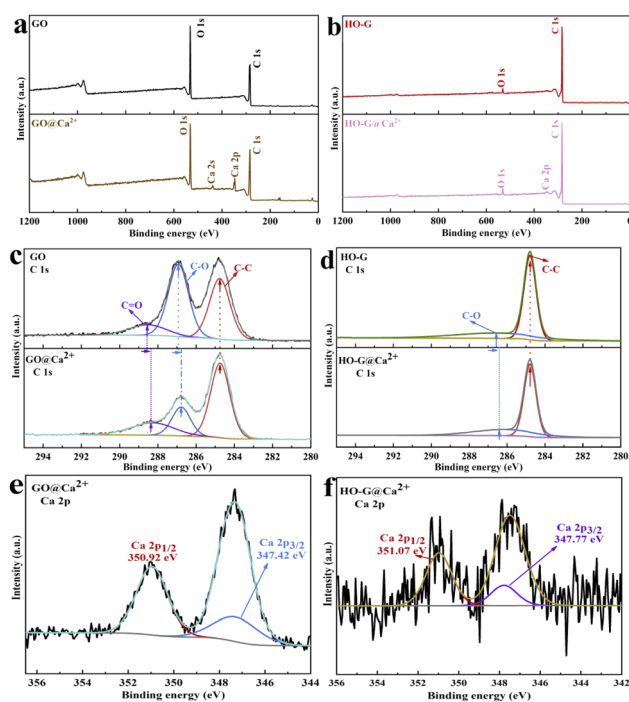 a
GO
O 1s
C 1s
GO@Ca²⁺
O 1s
Ca 2s
Ca 2p
C 1s
Intensity (a.u.)
1200 1000 800 600 400 200 0
Binding energy (eV)
b
HO-G
O 1s
C 1s
HO-G@Ca²⁺
O 1s
Ca 2p
C 1s
Intensity (a.u.)
1200 1000 800 600 400 200 0
Binding energy (eV)
c
GO
C 1s
C=O
C-O
C-C
GO@Ca²⁺
C 1s
Intensity (a.u.)
294 292 290 288 286 284 282 280
Binding energy (eV)
d
HO-G
C 1s
C-O
C-C
HO-G@Ca²⁺
C 1s
Intensity (a.u.)
294 292 290 288 286 284 282 280
Binding energy (eV)
e
GO@Ca²⁺
Ca 2p
Ca 2p1/2
350.92 eV
Ca 2p3/2
347.42 eV
Intensity (a.u.)
356 354 352 350 348 346 344
Binding energy (eV)
f
HO-G@Ca²⁺
Ca 2p
Ca 2p1/2
351.07 eV
Ca 2p3/2
347.77 eV
Intensity (a.u.)
356 354 352 350 348 346 344 342
Binding energy (eV)